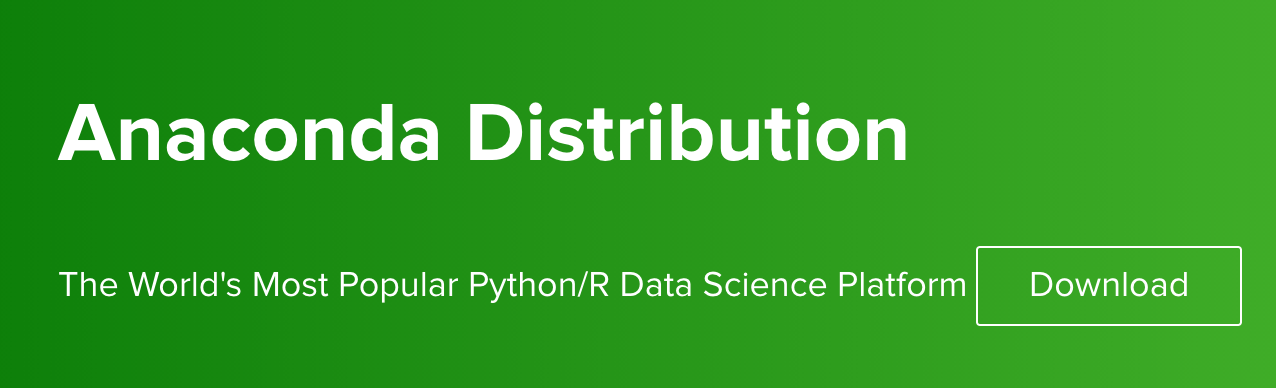 Anaconda Distribution
The World's Most Popular Python/R Data Science Platform Download